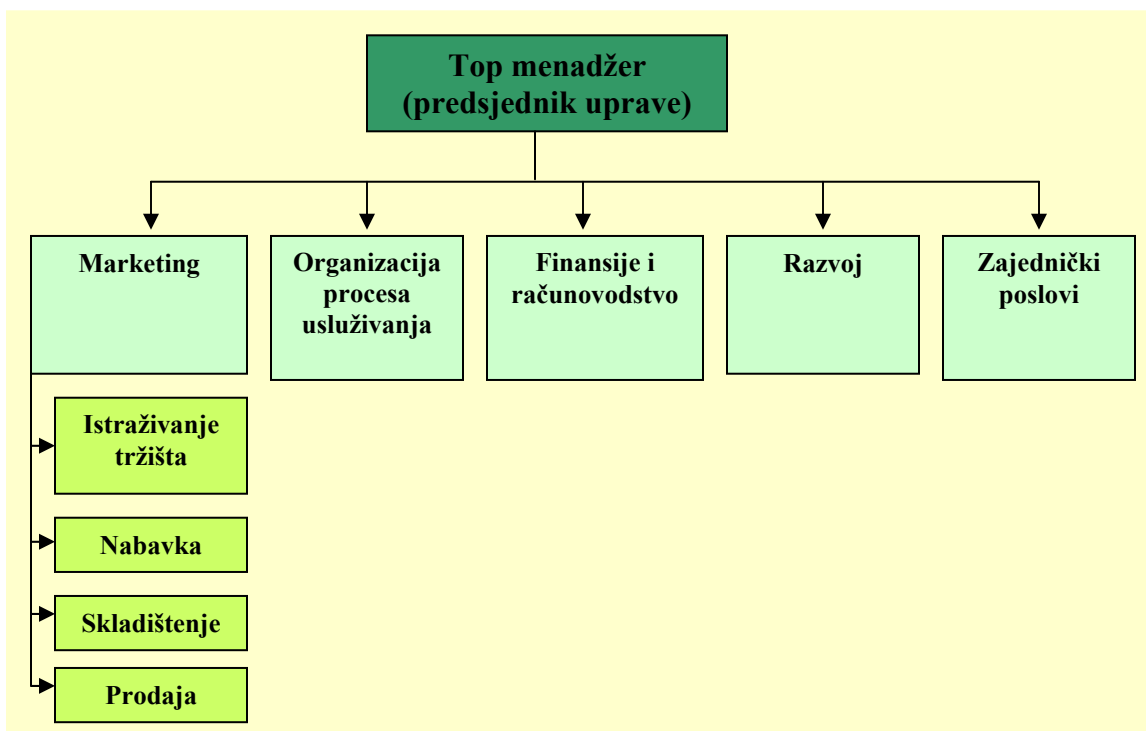 Top menadžer
(predsjednik uprave)
Marketing
Organizacija
procesa
usluživanja
Finansije i
računovodstvo
Razvoj
Zajednički
poslovi
Istraživanje
tržišta
Nabavka
Skladištenje
Prodaja